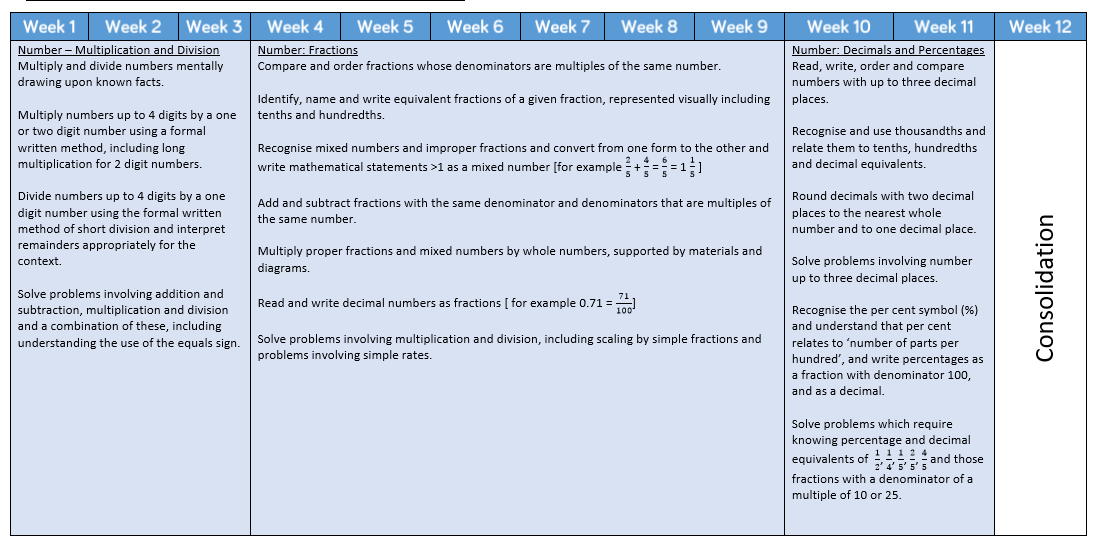 Week 1 Week 2 Week 3 Week 4 Week 5 Week 6 Week 7 Week 8 Week 9 Week 10 Week 11 Week 12
Number – Multiplication and Division
Multiply and divide numbers mentally
drawing upon known facts.
Multiply numbers up to 4 digits by a one
or two digit number using a formal
written method, including long
multiplication for 2 digit numbers.
Divide numbers up to 4 digits by a one
digit number using the formal written
method of short division and interpret
remainders appropriately for the
context.
Solve problems involving addition and
subtraction, multiplication and division
and a combination of these, including
understanding the use of the equals sign.
Number: Fractions
Compare and order fractions whose denominators are multiples of the same number.
Identify, name and write equivalent fractions of a given fraction, represented visually including
tenths and hundredths.
Recognise mixed numbers and improper fractions and convert from one form to the other and
write mathematical statements >1 as a mixed number [for example 2/5 + 4/5 = 6/5 = 1 1/5 ]
Add and subtract fractions with the same denominator and denominators that are multiples of
the same number.
Multiply proper fractions and mixed numbers by whole numbers, supported by materials and
diagrams.
Read and write decimal numbers as fractions [ for example 0.71 = 71/100]
Solve problems involving multiplication and division, including scaling by simple fractions and
problems involving simple rates.
Number: Decimals and Percentages
Read, write, order and compare
numbers with up to three decimal
places.
Recognise and use thousandths and
relate them to tenths, hundredths
and decimal equivalents.
Round decimals with two decimal
places to the nearest whole
number and to one decimal place.
Solve problems involving number
up to three decimal places.
Recognise the per cent symbol (%)
and understand that per cent
relates to ‘number of parts per
hundred’, and write percentages as
a fraction with denominator 100,
and as a decimal.
Solve problems which require
knowing percentage and decimal
equivalents of 1/2, 1/4, 1/5, 2/5, 4/5 and those
fractions with a denominator of a
multiple of 10 or 25.
Consolidation